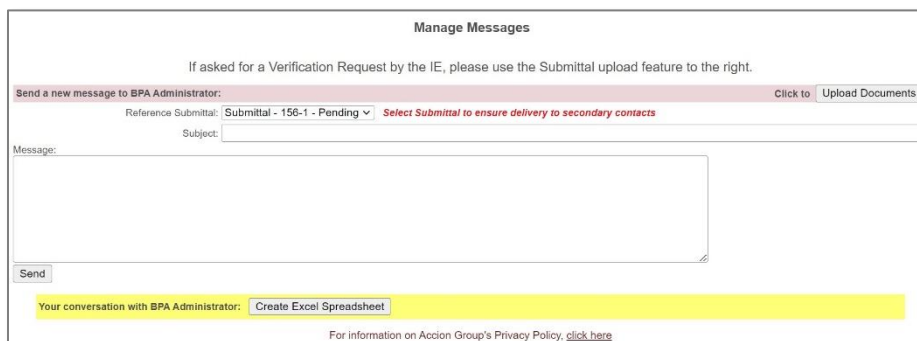 Manage Messages
If asked for a Verification Request by the IE, please use the Submittal upload feature to the right.
Send a new message to BPA Administrator: Click to Upload Documents
Reference Submittal: Submittal - 156-1 - Pending Select Submittal to ensure delivery to secondary contacts
Subject:
Message:
Send
Your conversation with BPA Administrator: Create Excel Spreadsheet
For information on Accion Group's Privacy Policy, click here